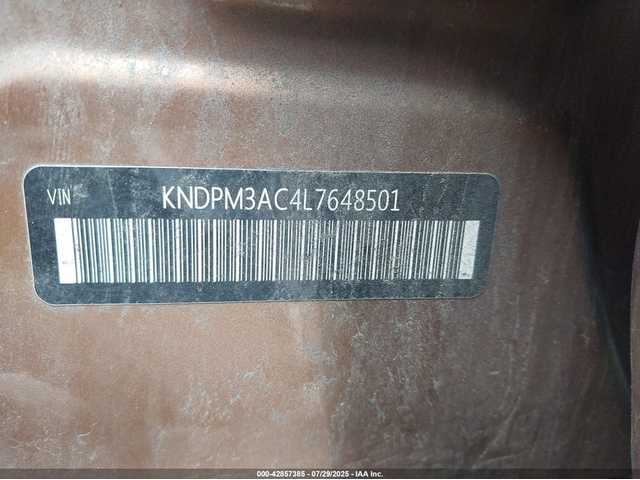 VIN KNDPM3AC4L7648501
000-42857385 - 07/29/2025 - IAA Inc.